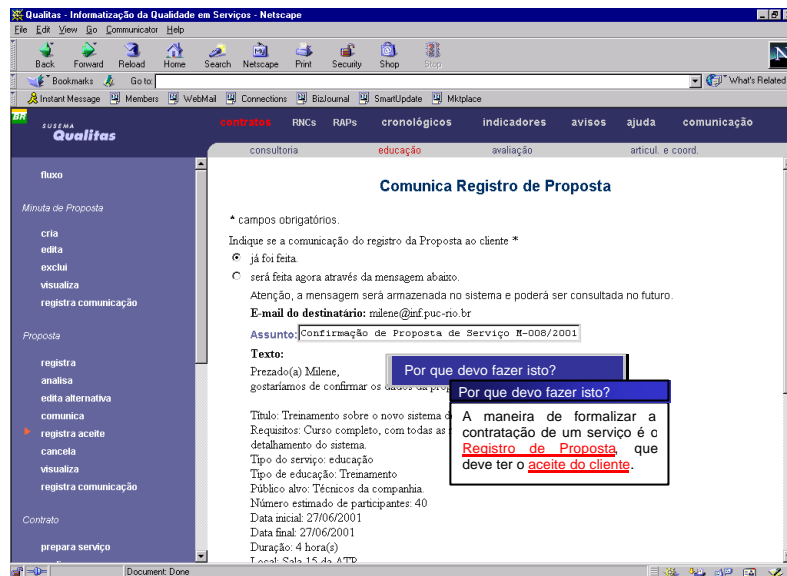 Qualitas - Informatização da Qualidade em Serviços - Netscape
File Edit View Go Communicator Help
Back Forward Reload Home Search Netscape Print Security Shop Stop
N
Bookmarks Go to: What's Related
Instant Message Members WebMail Connections BizJournal SmartUpdate Mktplace
BR
SUSEMA
Qualitas
contratos RNCs RAPs cronológicos indicadores avisos ajuda comunicação
consultoria educação avaliação articul. e coord.
fluxo
Minuta de Proposta
cria
edita
exclui
visualiza
registra comunicação
Proposta
registra
analisa
edita alternativa
comunica
registra aceite
cancela
visualiza
registra comunicação
Contrato
prepara serviço
Comunica Registro de Proposta
* campos obrigatórios.
Indique se a comunicação do registro da Proposta ao cliente *
já foi feita.
será feita agora através da mensagem abaixo.
Atenção, a mensagem será armazenada no sistema e poderá ser consultada no futuro.
E-mail do destinatário: milene@inf.puc-rio.br
Assunto: Confirmação de Proposta de Serviço M-008/2001
Texto:
Prezado(a) Milene,
gostaríamos de confirmar os dados da prop
Título: Treinamento sobre o novo sistema d
Requisitos: Curso completo, com todas as
detalhamento do sistema.
Tipo do serviço: educação
Tipo de educação: Treinamento
Público alvo: Técnicos da companhia.
Número estimado de participantes: 40
Data inicial: 27/06/2001
Data final: 27/06/2001
Duração: 4 hora(s)
Local: Sala 15 da ATP
Por que devo fazer isto?
Por que devo fazer isto?
A maneira de formalizar a
contratação de um serviço é o
Registro de Proposta, que
deve ter o aceite do cliente.
Document: Done